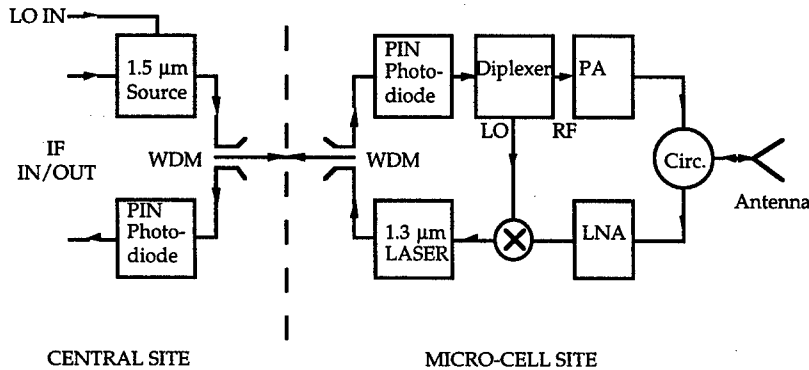 LO IN
1.5 μm
Source
IF
IN/OUT
WDM
PIN
Photo-
diode
PIN
Photo-
diode
Diplexer
LO
RF
PA
Circ.
Antenna
WDM
1.3 μm
LASER
LNA
CENTRAL SITE
MICRO-CELL SITE